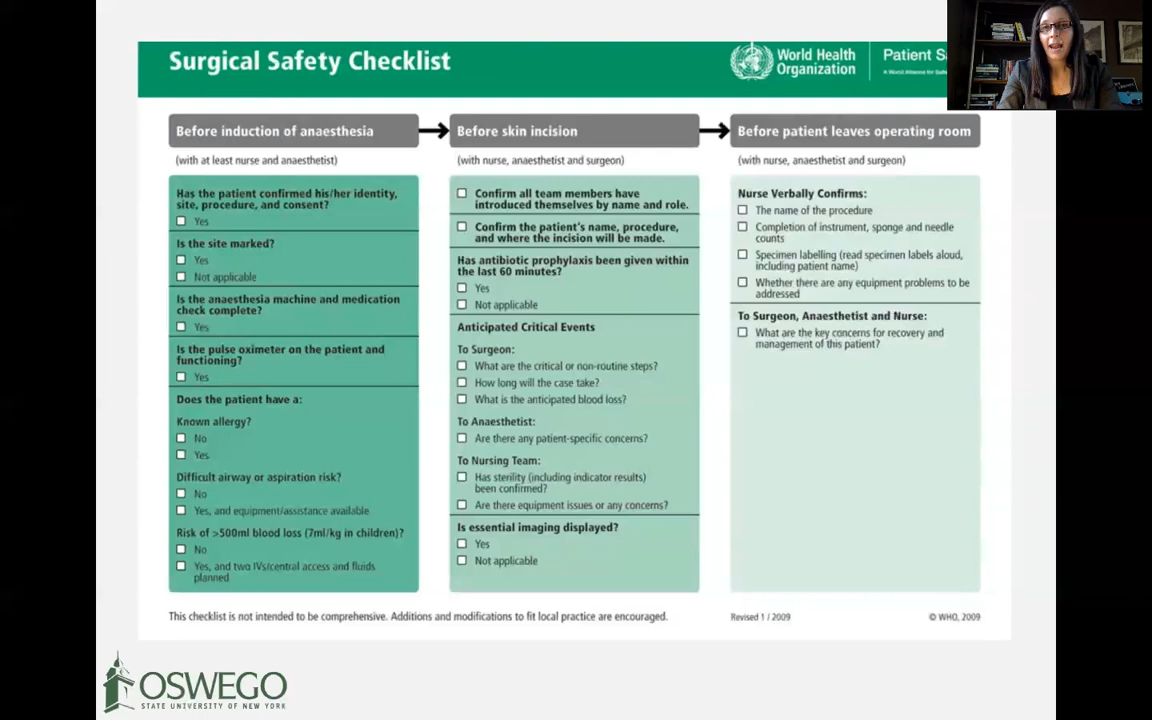 Surgical Safety Checklist
World Health
Organization
Patient
Before induction of anaesthesia
(with at least nurse and anaesthetist)
Has the patient confirmed his/her identity,
site, procedure, and consent?
Yes
Is the site marked?
Yes
Not applicable
Is the anaesthesia machine and medication
check complete?
Yes
Is the pulse oximeter on the patient and
functioning?
Yes
Does the patient have a:
Known allergy?
No
Yes
Difficult airway or aspiration risk?
No
Yes, and equipment/assistance available
Risk of >500ml blood loss (7ml/kg in children)?
No
Yes, and two IVs/central access and fluids
planned
Before skin incision
(with nurse, anaesthetist and surgeon)
Confirm all team members have
introduced themselves by name and role.
Confirm the patient's name, procedure,
and where the incision will be made.
Has antibiotic prophylaxis been given within
the last 60 minutes?
Yes
Not applicable
Anticipated Critical Events
To Surgeon:
What are the critical or non-routine steps?
How long will the case take?
What is the anticipated blood loss?
To Anaesthetist:
Are there any patient-specific concerns?
To Nursing Team:
Has sterility (including indicator results)
been confirmed?
Are there equipment issues or any concerns?
Is essential imaging displayed?
Yes
Not applicable
Before patient leaves operating room
(with nurse, anaesthetist and surgeon)
Nurse Verbally Confirms:
The name of the procedure
Completion of instrument, sponge and needle
counts
Specimen labelling (read specimen labels aloud,
including patient name)
Whether there are any equipment problems to be
addressed
To Surgeon, Anaesthetist and Nurse:
What are the key concerns for recovery and
management of this patient?
This checklist is not intended to be comprehensive. Additions and modifications to fit local practice are encouraged.
Revised 1 / 2009
© WHO, 2009
OSWEGO
STATE UNIVERSITY OF NEW YORK